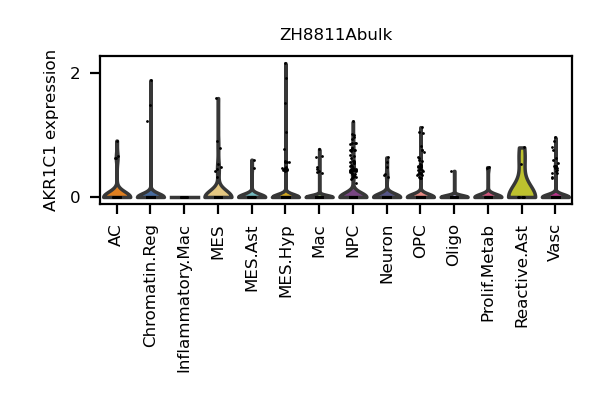 ZH8811Abulk
AKR1C1 expression
2
0
AC
Chromatin.Reg
Inflammatory.Mac
MES
MES.Ast
MES.Hyp
Mac
NPC
Neuron
OPC
Oligo
Prolif.Metab
Reactive.Ast
Vasc